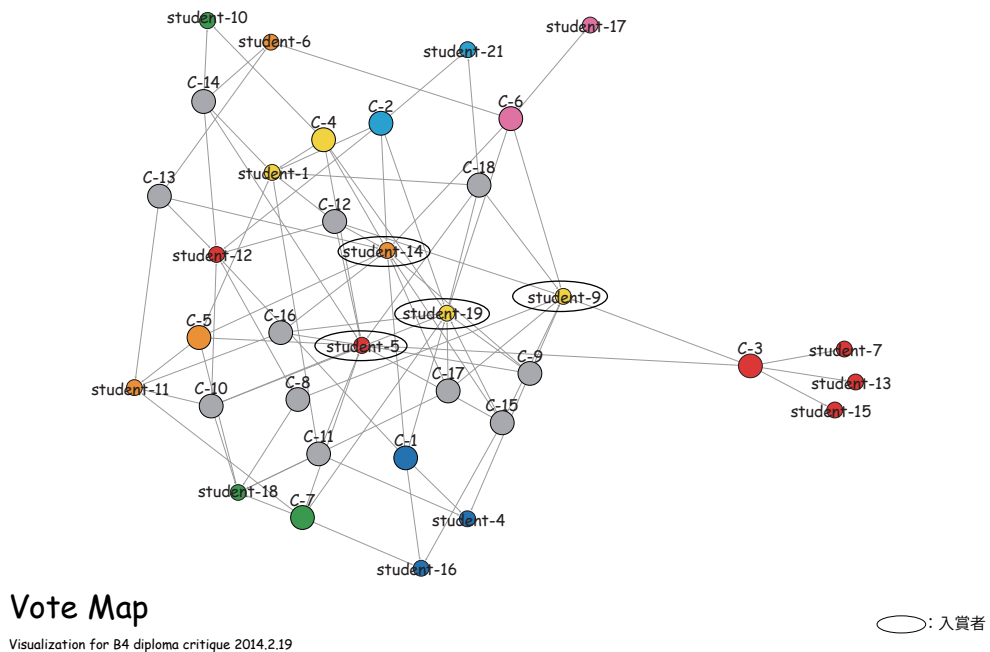 student-10
student-17
student-6
student-21
C-14
C-6
C-2
C-4
C-18
student-1
C-13
C-12
student-14
student-12
student-9
student-19
C-5
C-16
student-5
C-3
student-7
C-9
student-13
student-11
C-10
C-8
C-17
student-15
C-15
C-11
C-1
student-18
C-7
student-4
student-16
Vote Map
Visualization for B4 diploma critique 2014.2.19
: 入賞者